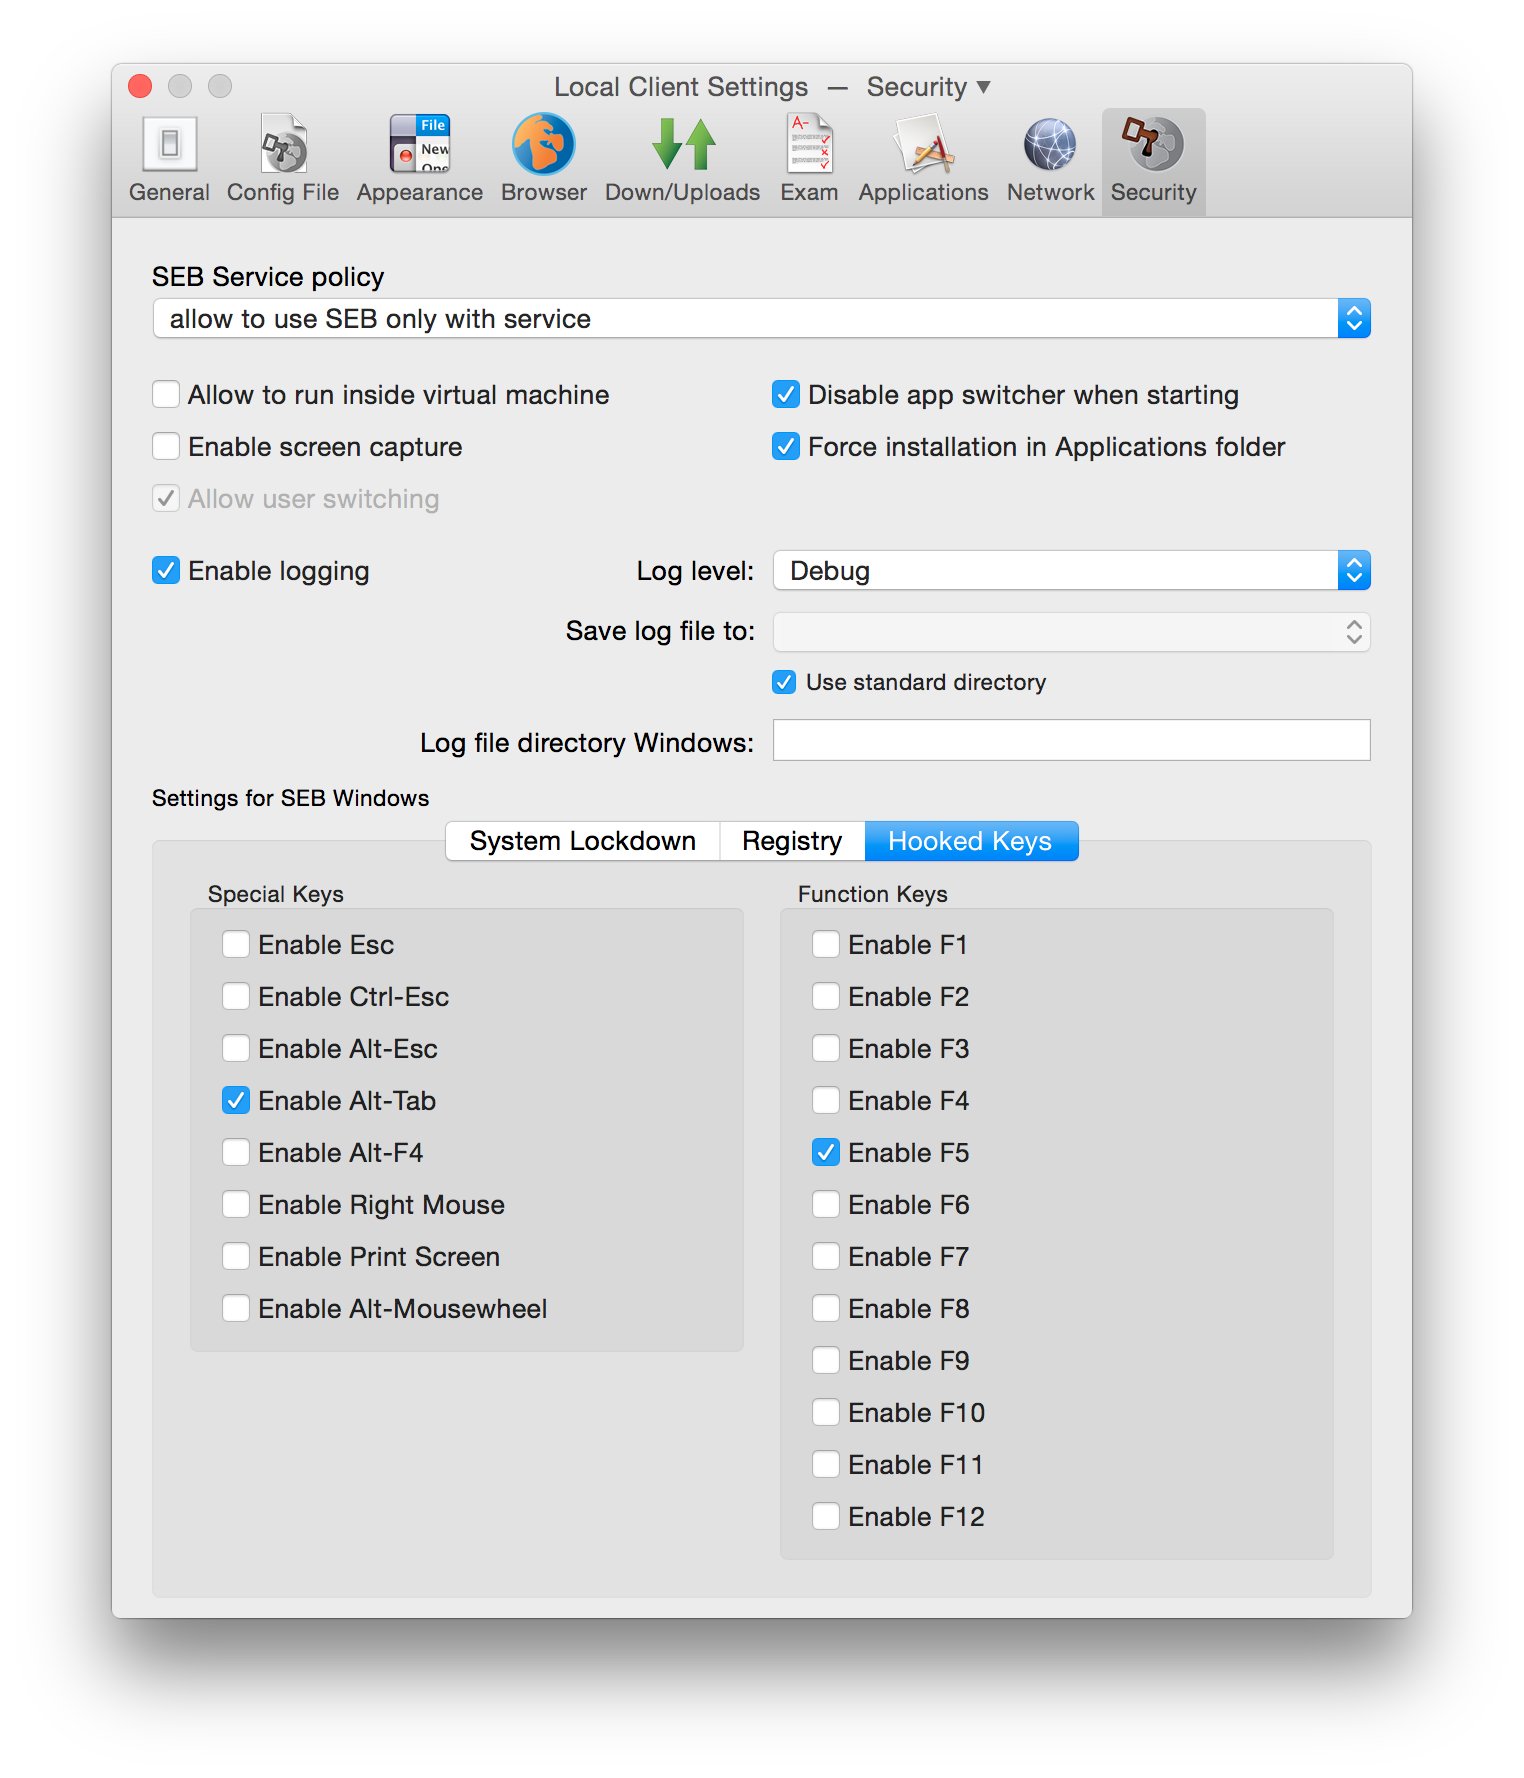 Local Client Settings — Security
File
New
One
A-
General Config File Appearance Browser Down/Uploads Exam Applications Network Security
SEB Service policy
allow to use SEB only with service
Allow to run inside virtual machine
Disable app switcher when starting
Enable screen capture
Force installation in Applications folder
Allow user switching
Enable logging
Log level: Debug
Save log file to:
Use standard directory
Log file directory Windows:
Settings for SEB Windows
System Lockdown Registry Hooked Keys
Special Keys
Enable Esc
Enable Ctrl-Esc
Enable Alt-Esc
Enable Alt-Tab
Enable Alt-F4
Enable Right Mouse
Enable Print Screen
Enable Alt-Mousewheel
Function Keys
Enable F1
Enable F2
Enable F3
Enable F4
Enable F5
Enable F6
Enable F7
Enable F8
Enable F9
Enable F10
Enable F11
Enable F12